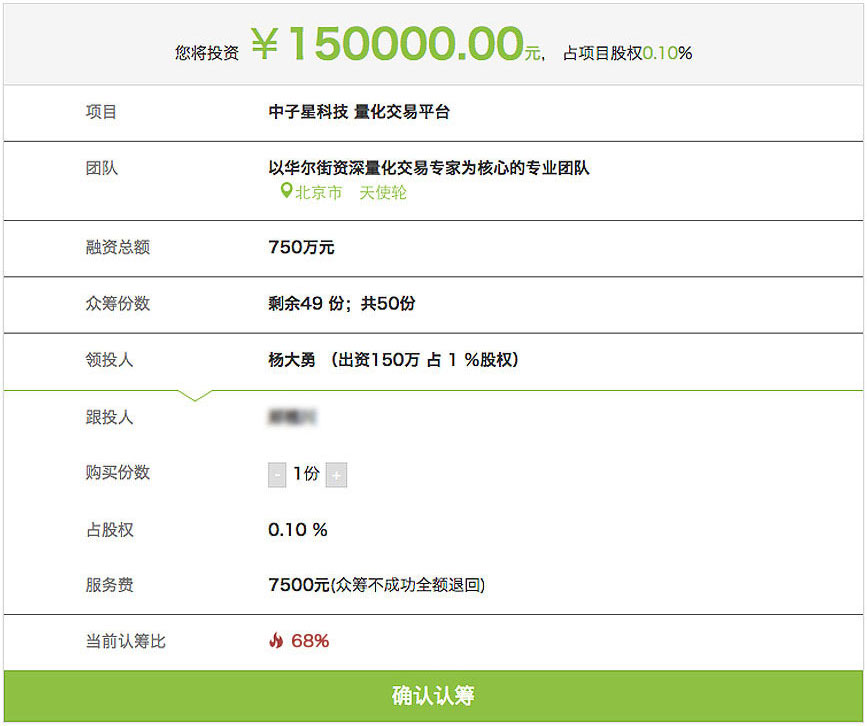 您将投资 ¥150000.00元， 占项目股权0.10%
项目 中子星科技 量化交易平台
团队 以华尔街资深量化交易专家为核心的专业团队
北京市 天使轮
融资总额 750万元
众筹份数 剩余49 份；共50份
领投人 杨大勇 （出资150万 占 1 %股权）
跟投人
购买份数 - 1份 +
占股权 0.10 %
服务费 7500元(众筹不成功全额退回)
当前认筹比 68%
确认认筹